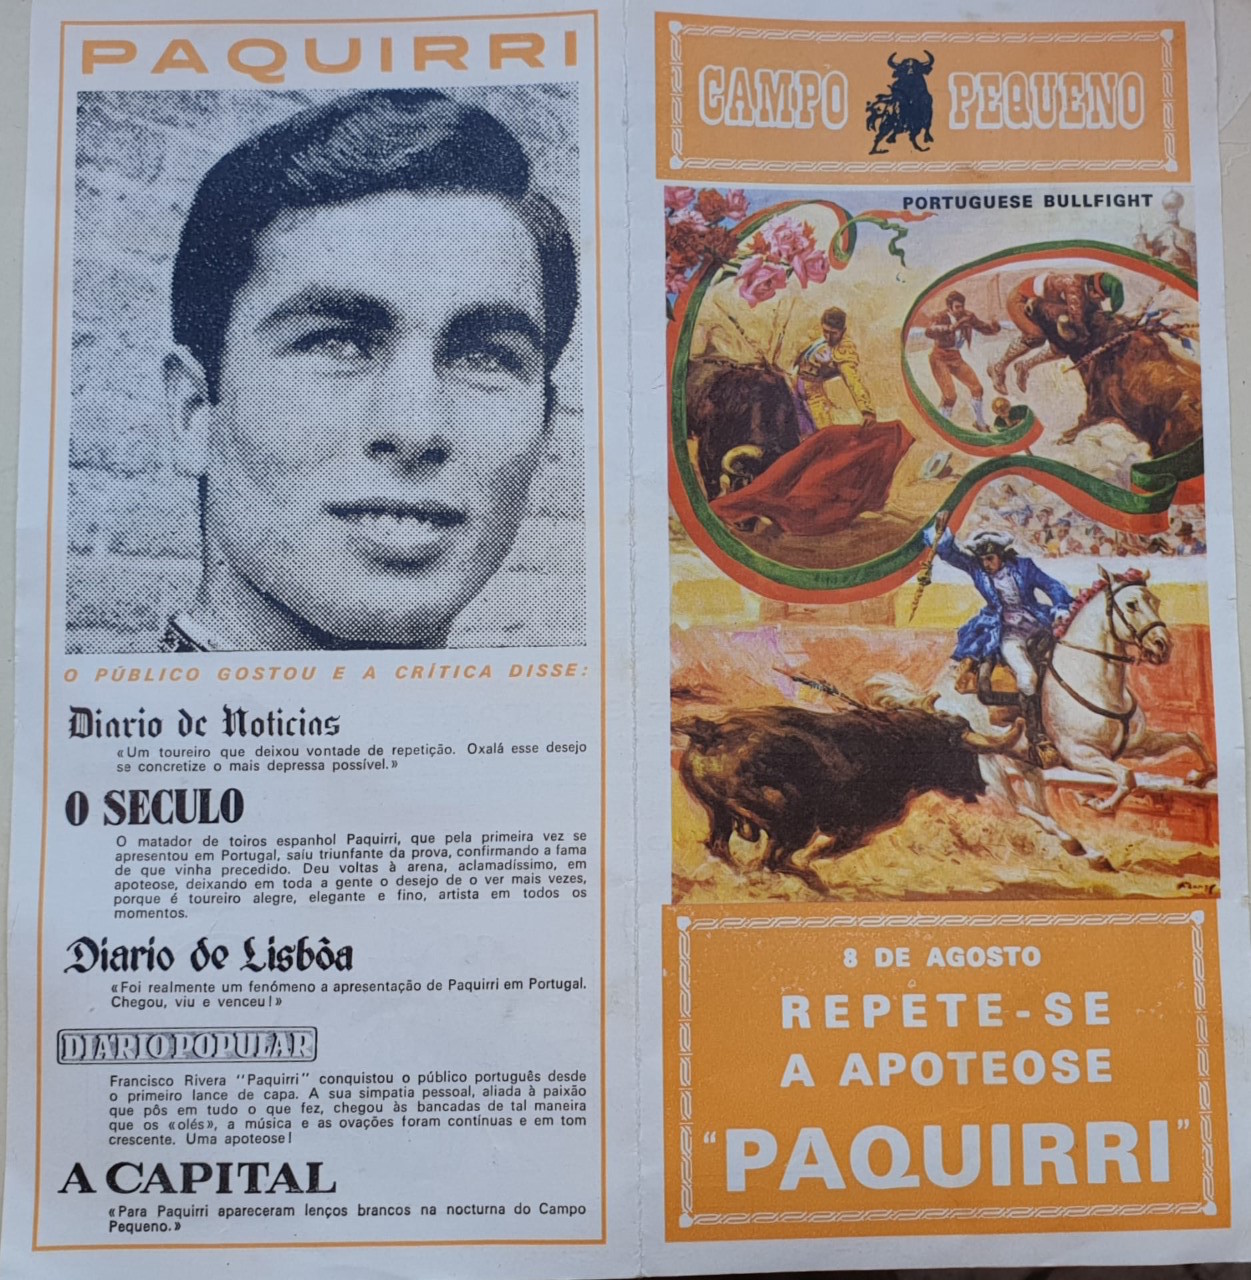 PAQUIRRI
O PÚBLICO GOSTOU E A CRÍTICA DISSE:
Diario de Noticias
«Um toureiro que deixou vontade de repetição. Oxalá esse desejo
se concretize o mais depressa possível.»
O SECULO
O matador de toiros espanhol Paquirri, que pela primeira vez se
apresentou em Portugal, saíu triunfante da prova, confirmando a fama
de que vinha precedido. Deu voltas à arena, aclamadíssimo, em
apoteose, deixando em toda a gente o desejo de o ver mais vezes,
porque é toureiro alegre, elegante e fino, artista em todos os
momentos.
Diario de Lisbôa
«Foi realmente um fenómeno a apresentação de Paquirri em Portugal.
Chegou, viu e venceu!»
DIARIO POPULAR
Francisco Rivera "Paquirri" conquistou o público português desde
o primeiro lance de capa. A sua simpatia pessoal, aliada à paixão
que pôs em tudo o que fez, chegou às bancadas de tal maneira
que os «olés», a música e as ovações foram contínuas e em tom
crescente. Uma apoteose!
A CAPITAL
«Para Paquirri apareceram lenços brancos na nocturna do Campo
Pequeno.»
CAMPO PEQUENO
PORTUGUESE BULLFIGHT
8 DE AGOSTO
REPETE-SE
A APOTEOSE
"PAQUIRRI"